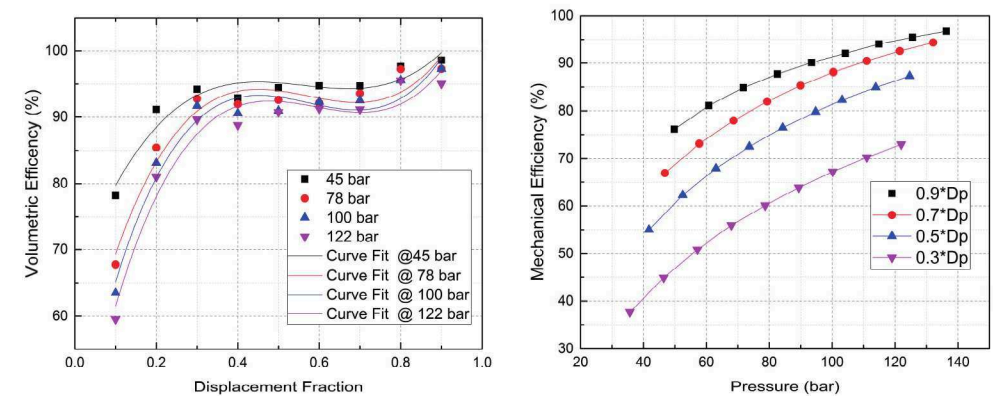 100
90
80
70
60
0.0
0.2
0.4
0.6
0.8
1.0
Volumetric Efficency (%)
Displacement Fraction
45 bar
78 bar
100 bar
122 bar
Curve Fit @45 bar
Curve Fit @ 78 bar
Curve Fit @ 100 bar
Curve Fit @ 122 bar
100
90
80
70
60
50
40
30
20
40
60
80
100
120
140
Mechanical Efficiency (%)
Pressure (bar)
0.9*Dp
0.7*Dp
0.5*Dp
0.3*Dp